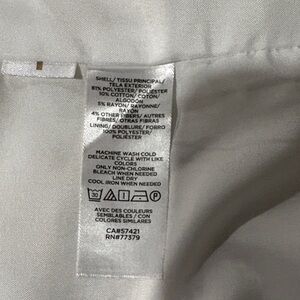 SHELL/ TISSU PRINCIPAL/
TELA EXTERIOR
81% POLYESTER/ POLIESTER
10% COTTON/ COTON/
ALGODÓN
5% RAYON/ RAYONNE/
RAYÓN
4% OTHER FIBERS/ AUTRES
FIBRES/ OTRAS FIBRAS
LINING/ DOUBLURE/ FORRO
100% POLYESTER/
POLIÉSTER
MACHINE WASH COLD
DELICATE CYCLE WITH LIKE
COLORS
ONLY NON-CHLORINE
BLEACH WHEN NEEDED
LINE DRY
COOL IRON WHEN NEEDED
30 P
AVEC DES COULEURS
SEMBLABLES / CON
COLORES SIMILARES
CA#57421
RN#77379